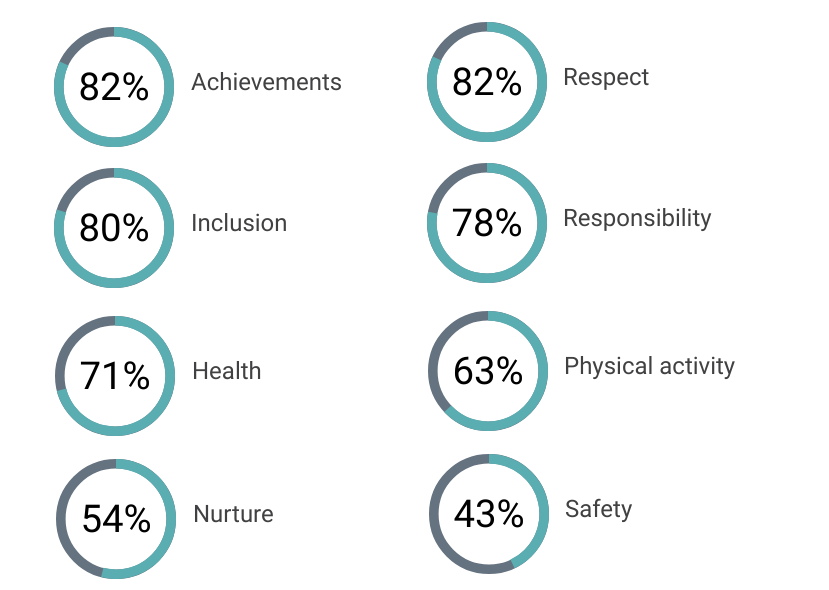 82% Achievements
82% Respect
80% Inclusion
78% Responsibility
71% Health
63% Physical activity
54% Nurture
43% Safety